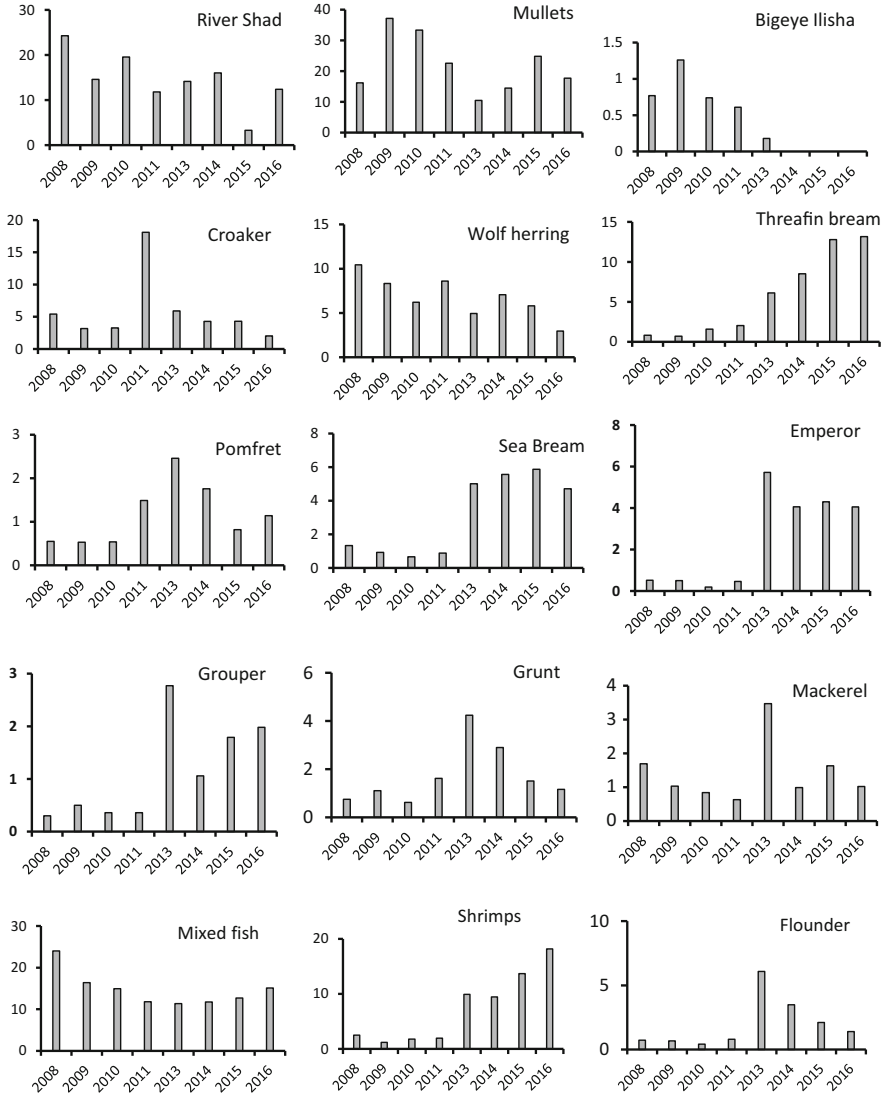 River Shad
30
20
10
0
2008 2009 2010 2011 2013 2014 2015 2016
Mullets
40
30
20
10
0
2008 2009 2010 2011 2013 2014 2015 2016
Bigeye Ilisha
1.5
1
0.5
0
2008 2009 2010 2011 2013 2014 2015 2016
Croaker
20
15
10
5
0
2008 2009 2010 2011 2013 2014 2015 2016
Wolf herring
15
10
5
0
2008 2009 2010 2011 2013 2014 2015 2016
Threafin bream
15
10
5
0
2008 2009 2010 2011 2013 2014 2015 2016
Pomfret
3
2
1
0
2008 2009 2010 2011 2013 2014 2015 2016
Sea Bream
8
6
4
2
0
2008 2009 2010 2011 2013 2014 2015 2016
Emperor
8
6
4
2
0
2008 2009 2010 2011 2013 2014 2015 2016
Grouper
3
2
1
0
2008 2009 2010 2011 2013 2014 2015 2016
Grunt
6
4
2
0
2008 2009 2010 2011 2013 2014 2015 2016
Mackerel
4
3
2
1
0
2008 2009 2010 2011 2013 2014 2015 2016
Mixed fish
30
20
10
0
2008 2009 2010 2011 2013 2014 2015 2016
Shrimps
20
10
0
2008 2009 2010 2011 2013 2014 2015 2016
Flounder
10
5
0
2008 2009 2010 2011 2013 2014 2015 2016